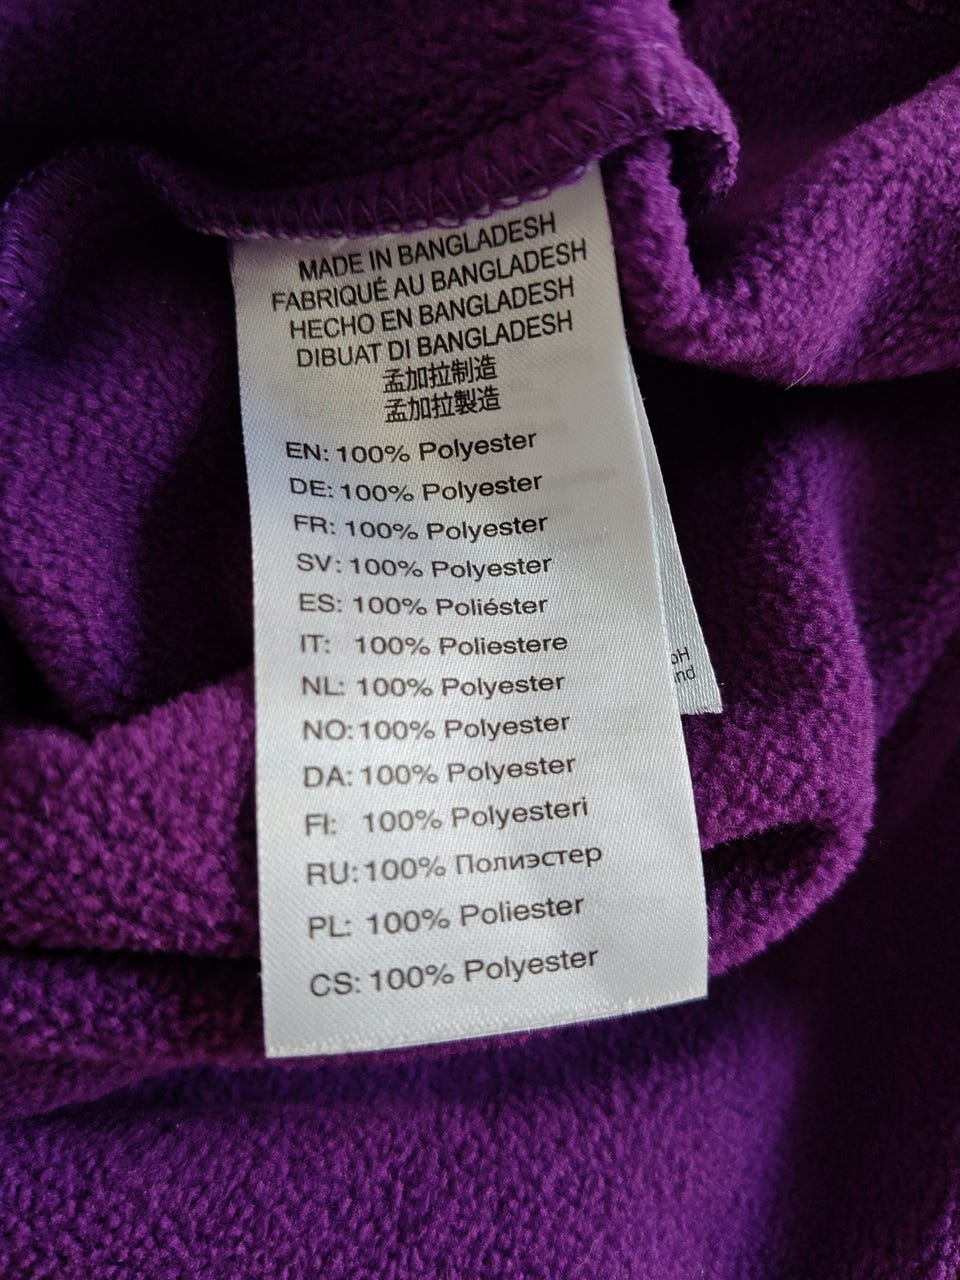 MADE IN BANGLADESH
FABRIQUÉ AU BANGLADESH
HECHO EN BANGLADESH
DIBUAT DI BANGLADESH
孟加拉制造
孟加拉製造
EN: 100% Polyester
DE: 100% Polyester
FR: 100% Polyester
SV: 100% Polyester
ES: 100% Poliéster
IT: 100% Poliestere
NL: 100% Polyester
NO: 100% Polyester
DA: 100% Polyester
FI: 100% Polyesteri
RU: 100% Полиэстер
PL: 100% Poliester
CS: 100% Polyester